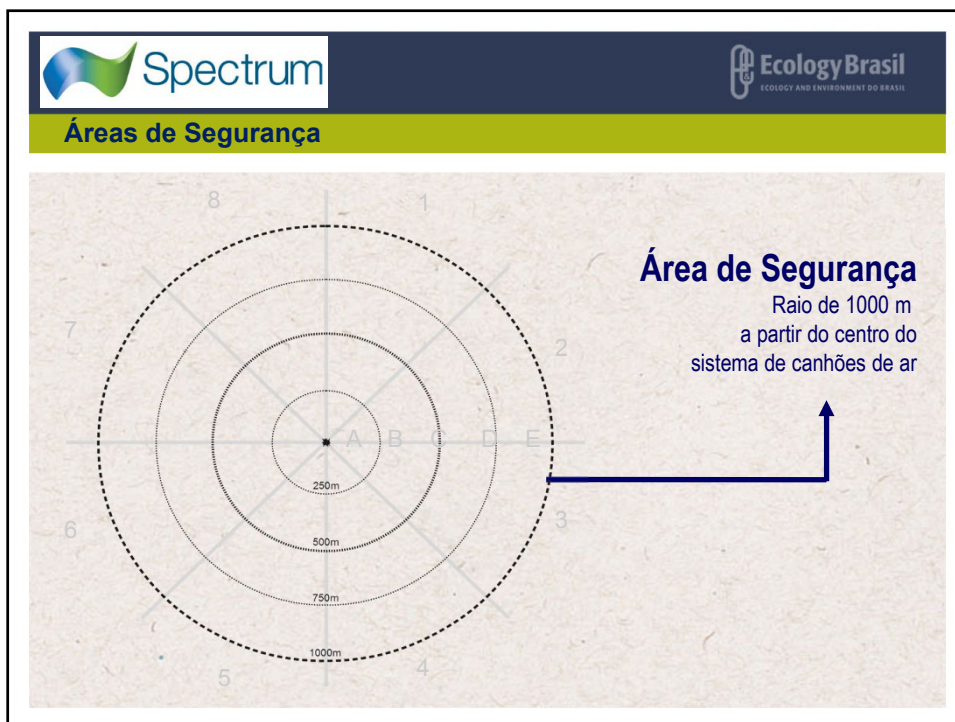 Spectrum
Ecology Brasil
ECOLOGY AND ENVIRONMENT DO BRASIL
Áreas de Segurança
8
1
Área de Segurança
Raio de 1000 m
a partir do centro do
sistema de canhões de ar
7
2
A B C D E
250m
6
3
500m
750m
1000m
5
4